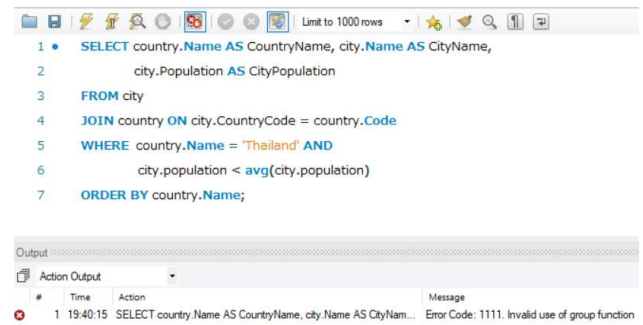 Limit to 1000 rows
1 SELECT country.Name AS CountryName, city.Name AS CityName,
2 city.Population AS CityPopulation
3 FROM city
4 JOIN country ON city.CountryCode = country.Code
5 WHERE country.Name = 'Thailand' AND
6 city.population < avg(city.population)
7 ORDER BY country.Name;
Output
Action Output
# Time Action Message
1 19:40:15 SELECT country.Name AS CountryName, city.Name AS CityNam... Error Code: 1111. Invalid use of group function